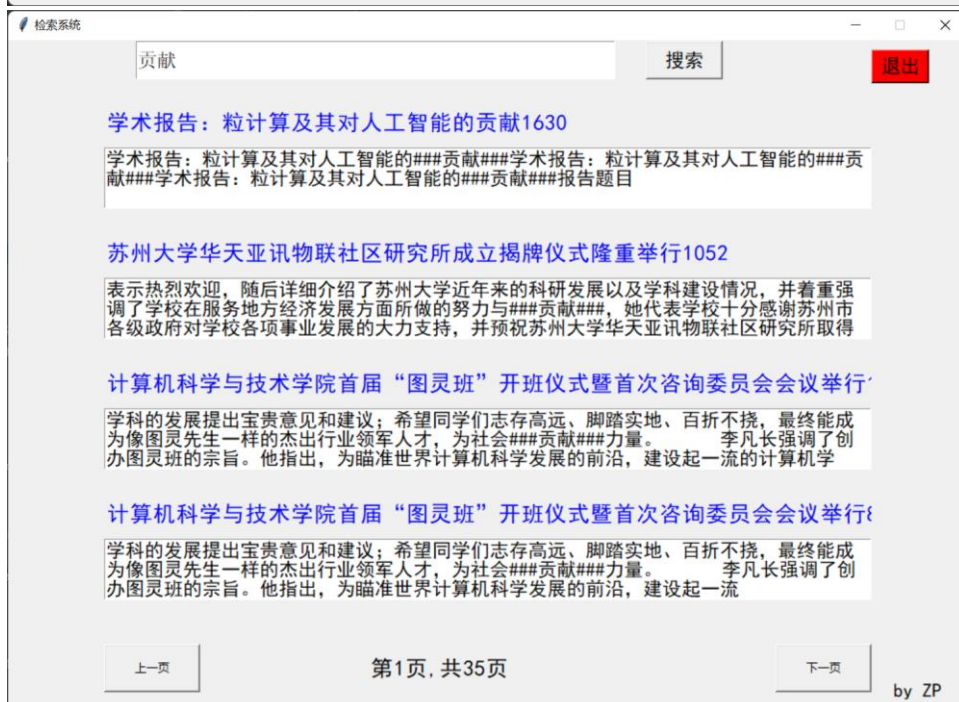 检索系统
贡献
搜索
退出
学术报告：粒计算及其对人工智能的贡献1630
学术报告：粒计算及其对人工智能的###贡献###学术报告：粒计算及其对人工智能的###贡
献###学术报告：粒计算及其对人工智能的###贡献###报告题目
苏州大学华天亚讯物联社区研究所成立揭牌仪式隆重举行1052
表示热烈欢迎，随后详细介绍了苏州大学近年来的科研发展以及学科建设情况，并着重强
调了学校在服务地方经济发展方面所做的努力与###贡献###，她代表学校十分感谢苏州市
各级政府对学校各项事业发展的大力支持，并预祝苏州大学华天亚讯物联社区研究所取得
计算机科学与技术学院首届“图灵班”开班仪式暨首次咨询委员会会议举行
学科的发展提出宝贵意见和建议；希望同学们志存高远、脚踏实地、百折不挠，最终能成
为像图灵先生一样的杰出行业领军人才，为社会###贡献###力量。 李凡长强调了创
办图灵班的宗旨。他指出，为瞄准世界计算机科学发展的前沿，建设起一流的计算机学
计算机科学与技术学院首届“图灵班”开班仪式暨首次咨询委员会会议举行
学科的发展提出宝贵意见和建议；希望同学们志存高远、脚踏实地、百折不挠，最终能成
为像图灵先生一样的杰出行业领军人才，为社会###贡献###力量。 李凡长强调了创
办图灵班的宗旨。他指出，为瞄准世界计算机科学发展的前沿，建设起一流
上一页
第1页,共35页
下一页
by ZP